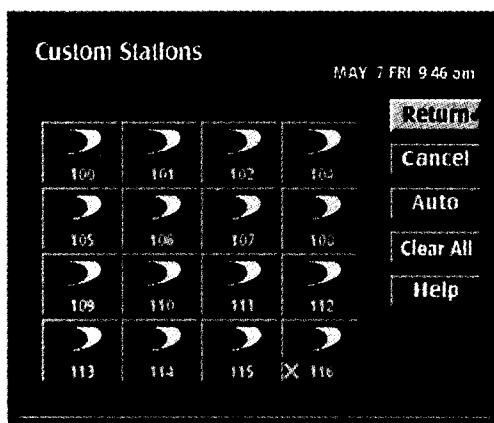 Custom Stations
MAY 7 FRI 9 46 am
Return
Cancel
Auto
Clear All
Help
100 101 102 104
105 106 107 108
109 110 111 112
113 114 115 X 116